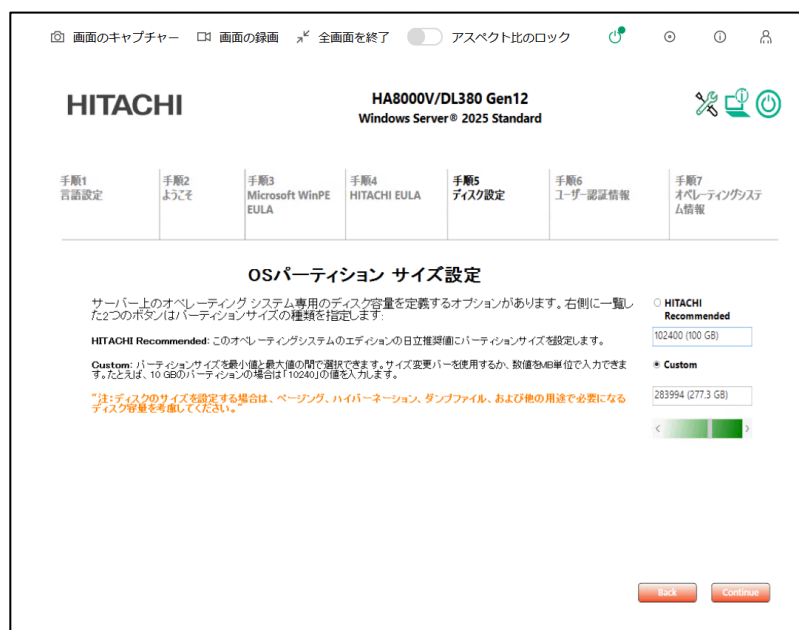 画面のキャプチャー 画面の録画 全画面を終了 アスペクト比のロック
HITACHI
HA8000V/DL380 Gen12
Windows Server® 2025 Standard
手順1
言語設定
手順2
ようこそ
手順3
Microsoft WinPE
EULA
手順4
HITACHI EULA
手順5
ディスク設定
手順6
ユーザー認証情報
手順7
オペレーティングシステ
ム情報
OSパーティション サイズ設定
サーバー上のオペレーティング システム専用のディスク容量を定義するオプションがあります。右側に一覧し
た2つのボタンはパーティションサイズの種類を指定します:
HITACHI Recommended: このオペレーティングシステムのエディションの日立推奨値にパーティションサイズを設定します。
Custom: パーティションサイズを最小値と最大値の間で選択できます。サイズ変更バーを使用するか、数値をMB単位で入力できま
す。たとえば、10 GBのパーティションの場合は「10240」の値を入力します。
"注:ディスクのサイズを設定する場合は、ページング、ハイバーネーション、ダンプファイル、および他の用途で必要になる
ディスク容量を考慮してください。"
HITACHI
Recommended
102400 (100 GB)
Custom
283994 (277.3 GB)
Back Continue